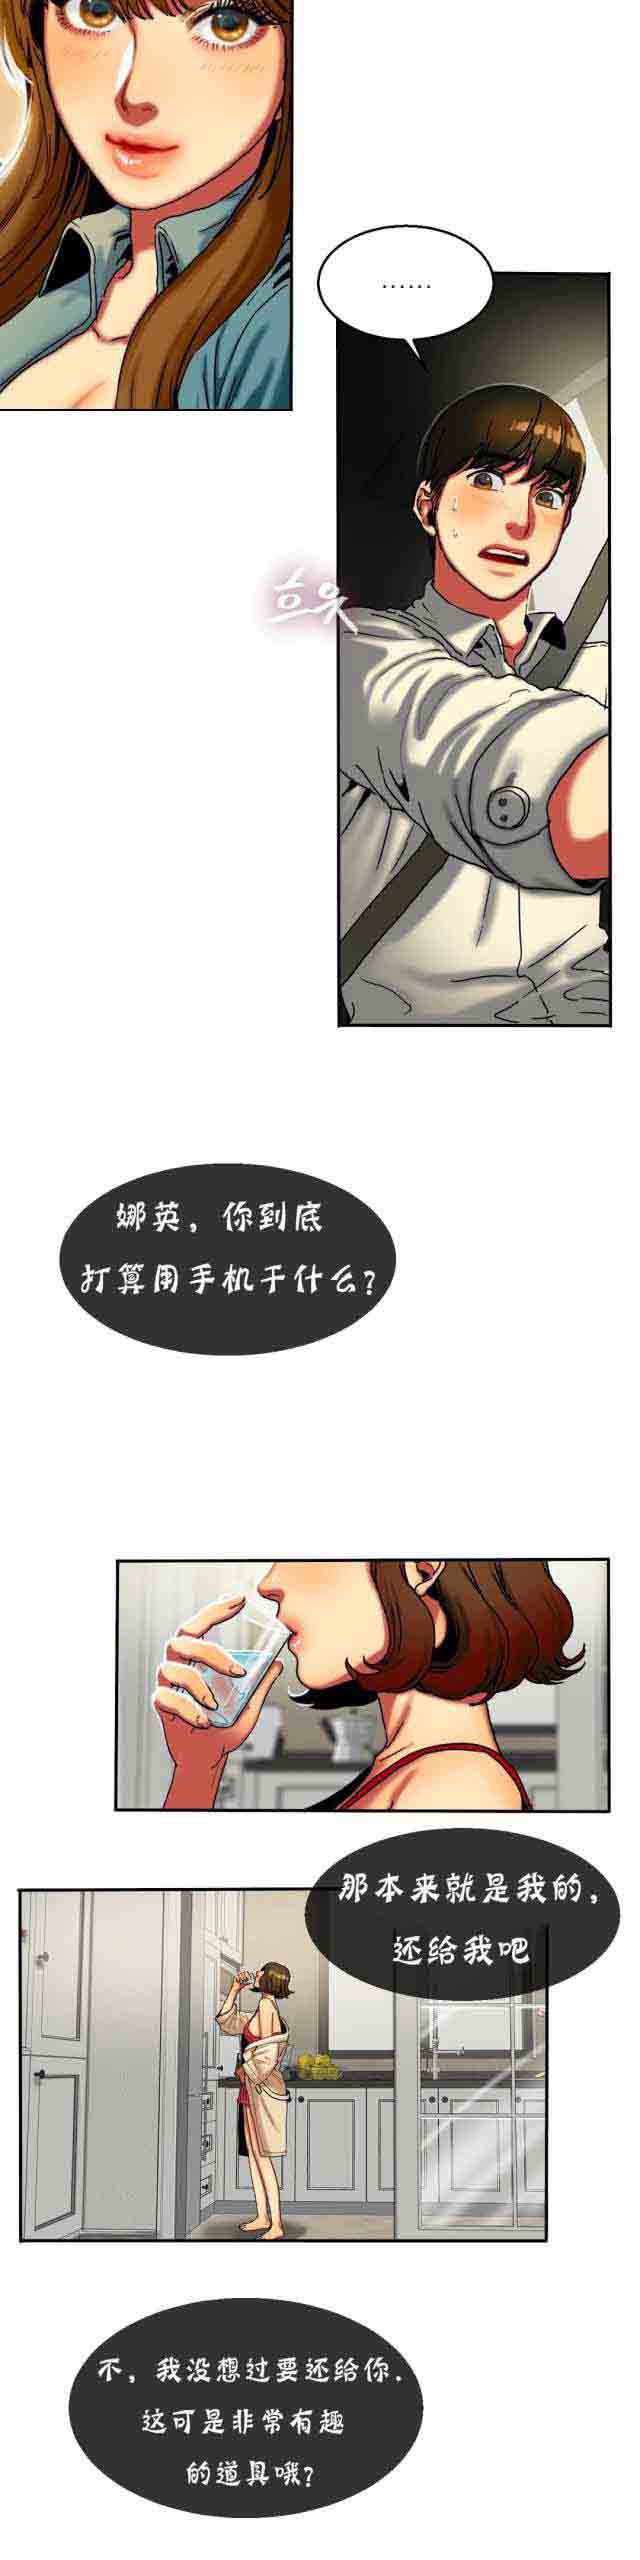 ······
흐읏
娜英，你到底
打算用手机干什么？
那本来就是我的，
还给我吧
不，我没想过要还给你.
这可是非常有趣
的道具哦？